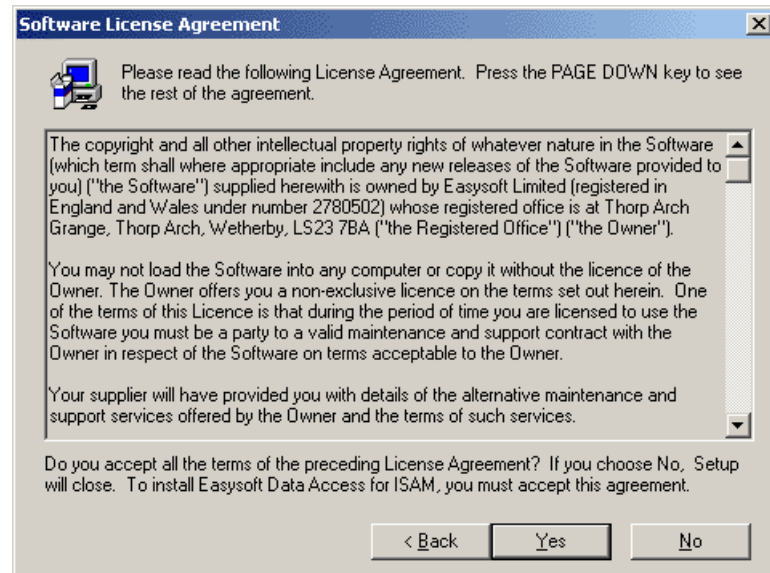 Software License Agreement
Please read the following License Agreement. Press the PAGE DOWN key to see
the rest of the agreement.
The copyright and all other intellectual property rights of whatever nature in the Software
(which term shall where appropriate include any new releases of the Software provided to
you) ("the Software") supplied herewith is owned by Easysoft Limited (registered in
England and Wales under number 2780502) whose registered office is at Thorp Arch
Grange, Thorp Arch, Wetherby, LS23 7BA ("the Registered Office") ("the Owner").
You may not load the Software into any computer or copy it without the licence of the
Owner. The Owner offers you a non-exclusive licence on the terms set out herein. One
of the terms of this Licence is that during the period of time you are licensed to use the
Software you must be a party to a valid maintenance and support contract with the
Owner in respect of the Software on terms acceptable to the Owner.
Your supplier will have provided you with details of the alternative maintenance and
support services offered by the Owner and the terms of such services.
Do you accept all the terms of the preceding License Agreement? If you choose No, Setup
will close. To install Easysoft Data Access for ISAM, you must accept this agreement.
< Back Yes No